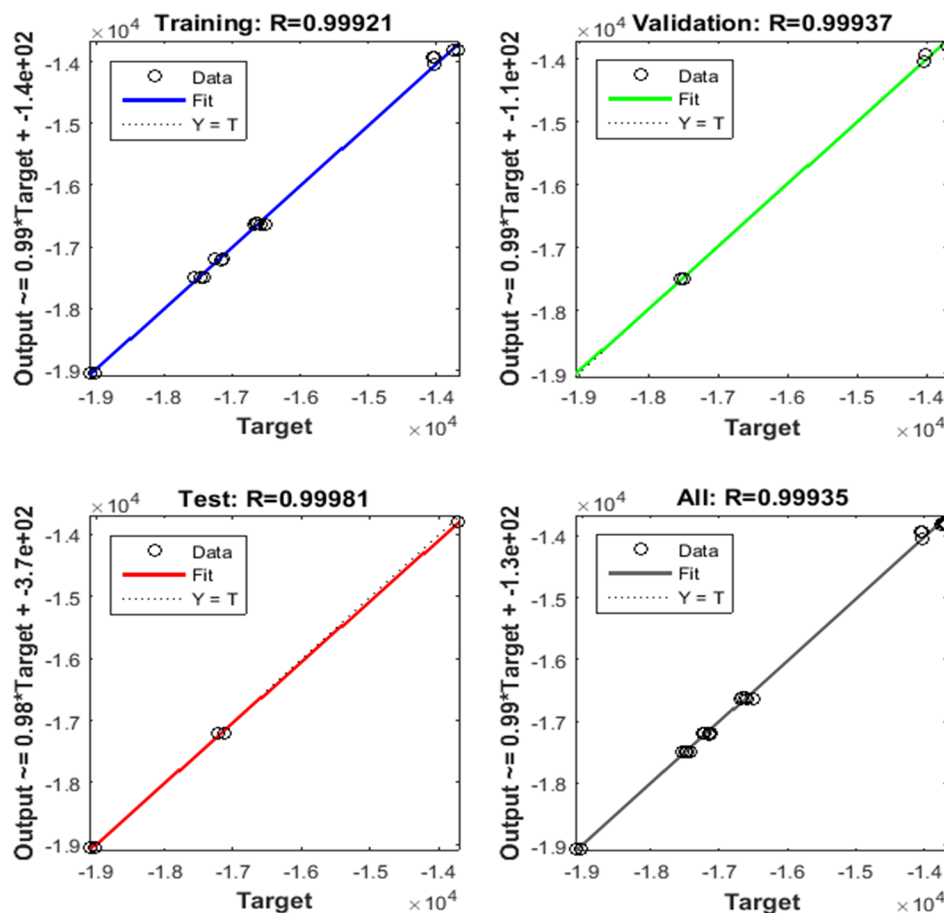 Training: R=0.99921
×10⁴
Output ~= 0.99*Target + -1.4e+02
-1.4
-1.5
-1.6
-1.7
-1.8
-1.9
Data
Fit
Y = T
-1.9 -1.8 -1.7 -1.6 -1.5 -1.4
Target
×10⁴
Validation: R=0.99937
×10⁴
Output ~= 0.99*Target + -1.1e+02
-1.4
-1.5
-1.6
-1.7
-1.8
-1.9
Data
Fit
Y = T
-1.9 -1.8 -1.7 -1.6 -1.5 -1.4
Target
×10⁴
Test: R=0.99981
×10⁴
Output ~= 0.98*Target + -3.7e+02
-1.4
-1.5
-1.6
-1.7
-1.8
-1.9
Data
Fit
Y = T
-1.9 -1.8 -1.7 -1.6 -1.5 -1.4
Target
×10⁴
All: R=0.99935
×10⁴
Output ~= 0.99*Target + -1.3e+02
-1.4
-1.5
-1.6
-1.7
-1.8
-1.9
Data
Fit
Y = T
-1.9 -1.8 -1.7 -1.6 -1.5 -1.4
Target
×10⁴